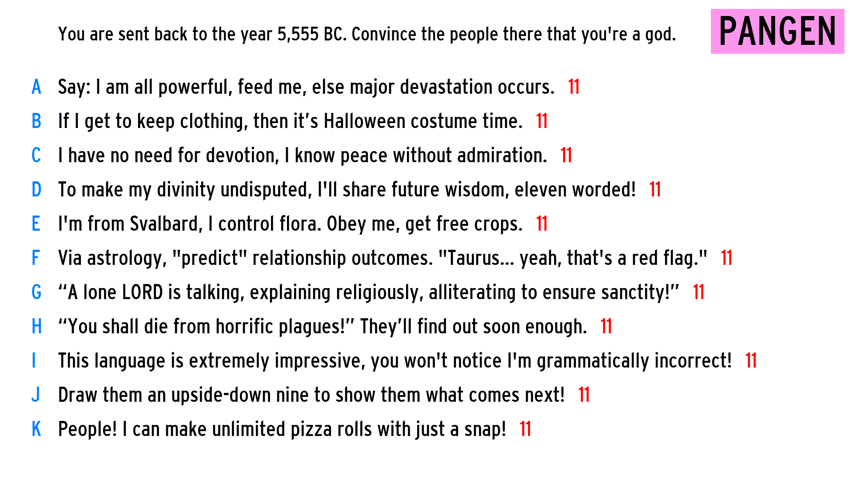 You are sent back to the year 5,555 BC. Convince the people there that you're a god.
PANGEN
A Say: I am all powerful, feed me, else major devastation occurs. 11
B If I get to keep clothing, then it’s Halloween costume time. 11
C I have no need for devotion, I know peace without admiration. 11
D To make my divinity undisputed, I'll share future wisdom, eleven worded! 11
E I'm from Svalbard, I control flora. Obey me, get free crops. 11
F Via astrology, "predict" relationship outcomes. "Taurus... yeah, that's a red flag." 11
G “A lone LORD is talking, explaining religiously, alliterating to ensure sanctity!” 11
H “You shall die from horrific plagues!” They’ll find out soon enough. 11
I This language is extremely impressive, you won't notice I'm grammatically incorrect! 11
J Draw them an upside-down nine to show them what comes next! 11
K People! I can make unlimited pizza rolls with just a snap! 11